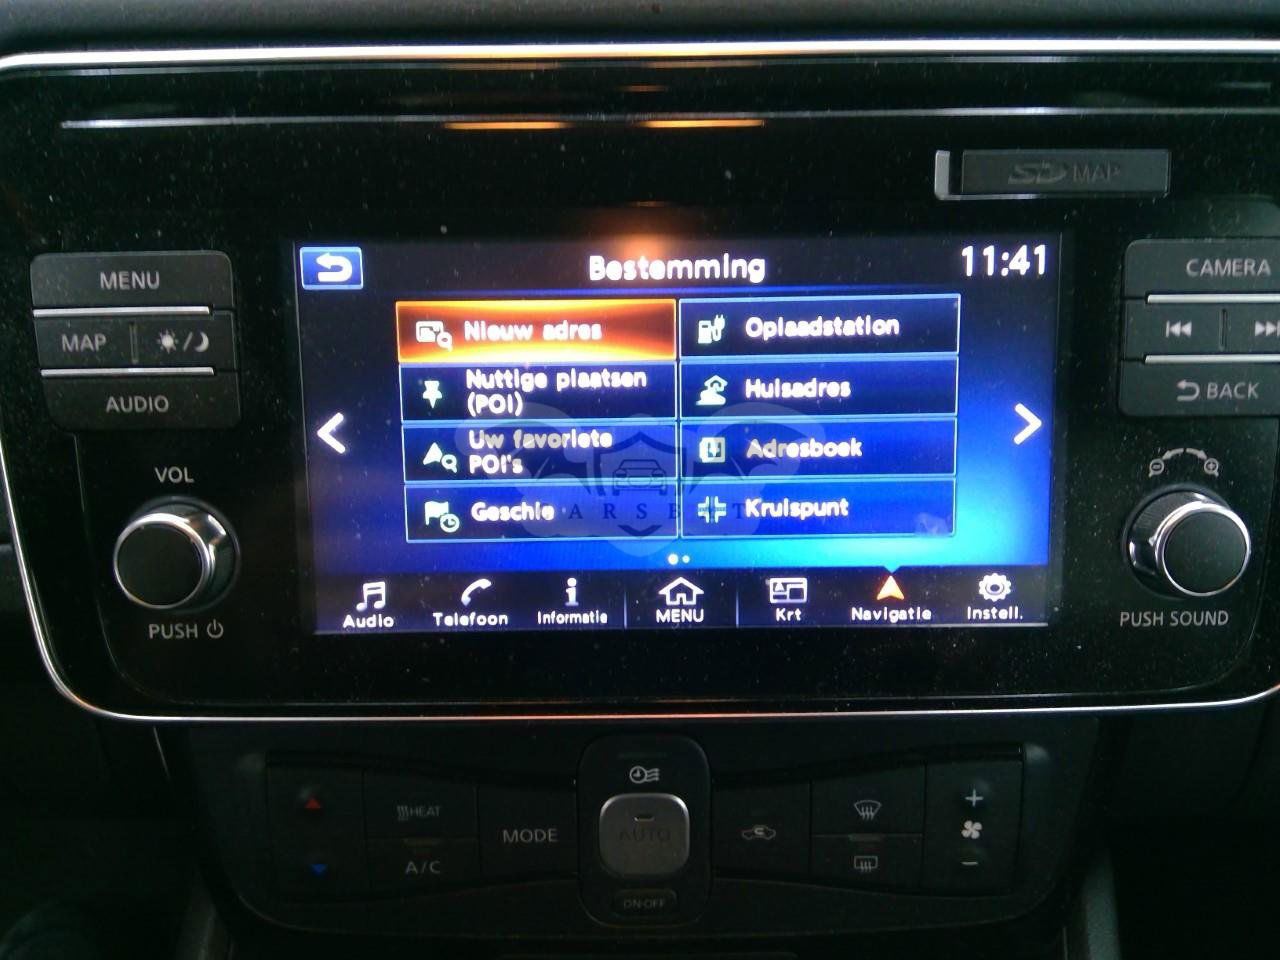 SD MAP
MENU
MAP
AUDIO
VOL
PUSH
Bestemming
11:41
Nieuw adres
Oplaadstation
Nuttige plaatsen
(POI)
Huisadres
Uw favoriete
POI's
Adresboek
Geschie
Kruispunt
Audio
Telefoon
Informatie
MENU
Krt
Navigatie
Instell.
CAMERA
BACK
PUSH SOUND
HEAT
A/C
MODE
AUTO
ON·OFF